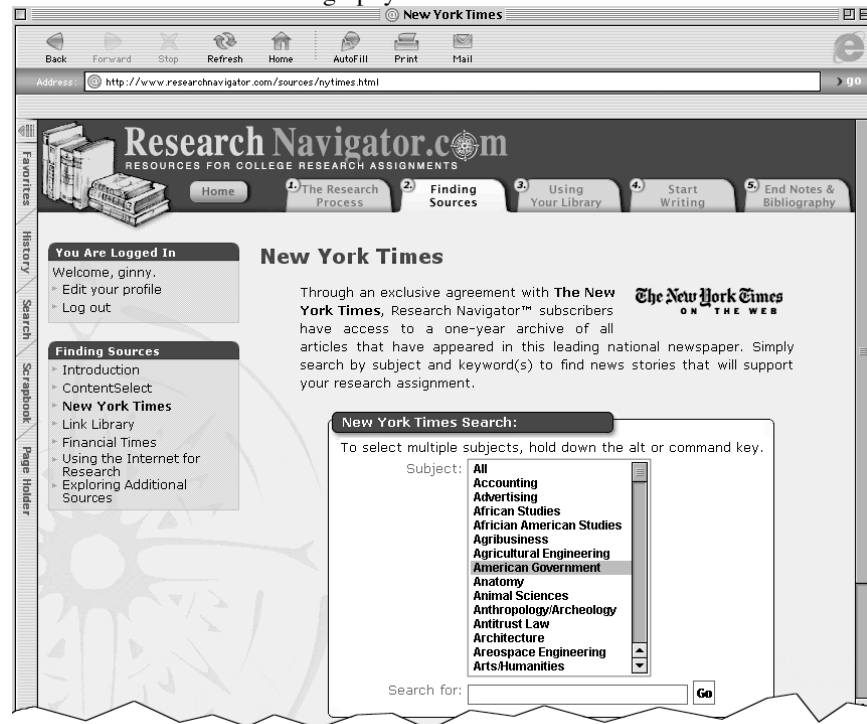 graphy
New York Times
Back Forward Stop Refresh Home AutoFill Print Mail
Address: http://www.researchnavigator.com/sources/nytimes.html go
Favorites
History
Search
Scrapbook
Page Holder
Research Navigator.com
RESOURCES FOR COLLEGE RESEARCH ASSIGNMENTS
Home
1. The Research Process
2. Finding Sources
3. Using Your Library
4. Start Writing
5. End Notes & Bibliography
You Are Logged In
Welcome, ginny.
Edit your profile
Log out
Finding Sources
Introduction
ContentSelect
New York Times
Link Library
Financial Times
Using the Internet for
Research
Exploring Additional
Sources
New York Times
Through an exclusive agreement with The New
York Times, Research Navigator™ subscribers
have access to a one-year archive of all
articles that have appeared in this leading national newspaper. Simply
search by subject and keyword(s) to find news stories that will support
your research assignment.
The New York Times
ON THE WEB
New York Times Search:
To select multiple subjects, hold down the alt or command key.
Subject: All
Accounting
Advertising
African Studies
Africian American Studies
Agribusiness
Agricultural Engineering
American Government
Anatomy
Animal Sciences
Anthropology/Archeology
Antitrust Law
Architecture
Areospace Engineering
Arts/Humanities
Search for: Go